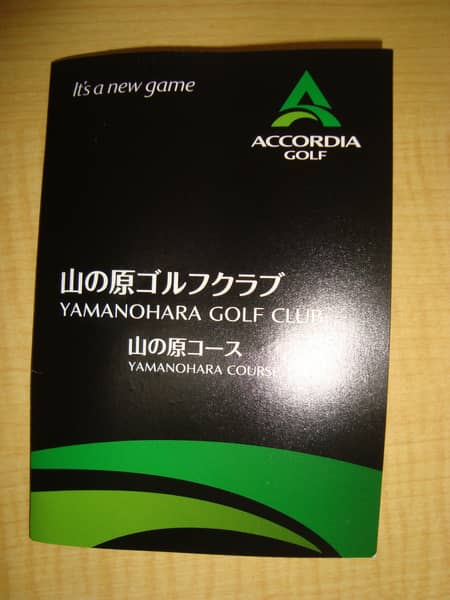 It's a new game
ACCORDIA
GOLF
山の原ゴルフクラブ
YAMANOHARA GOLF CLUB
山の原コース
YAMANOHARA COURSE